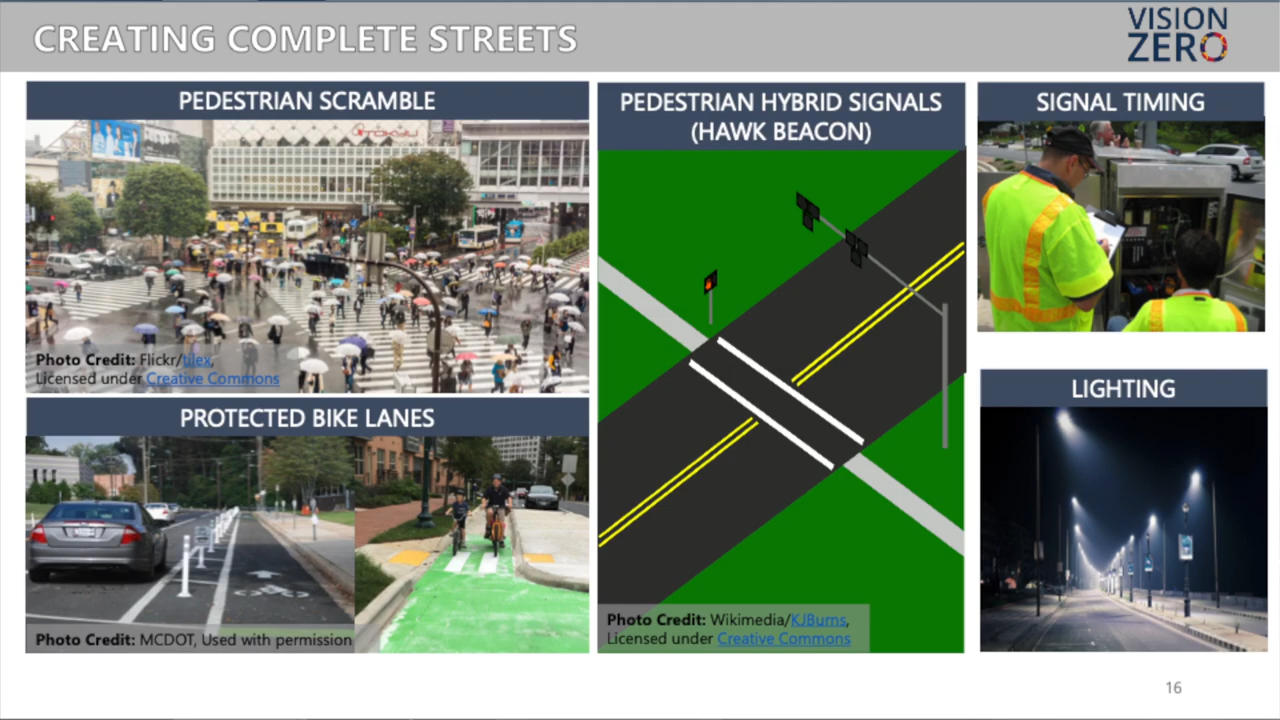 CREATING COMPLETE STREETS
VISION
ZERO
PEDESTRIAN SCRAMBLE
TOKYU
Photo Credit: Flickr/tilex,
Licensed under Creative Commons
PROTECTED BIKE LANES
Photo Credit: MCDOT, Used with permission
PEDESTRIAN HYBRID SIGNALS
(HAWK BEACON)
Photo Credit: Wikimedia/KJBurns,
Licensed under Creative Commons
SIGNAL TIMING
LIGHTING
16